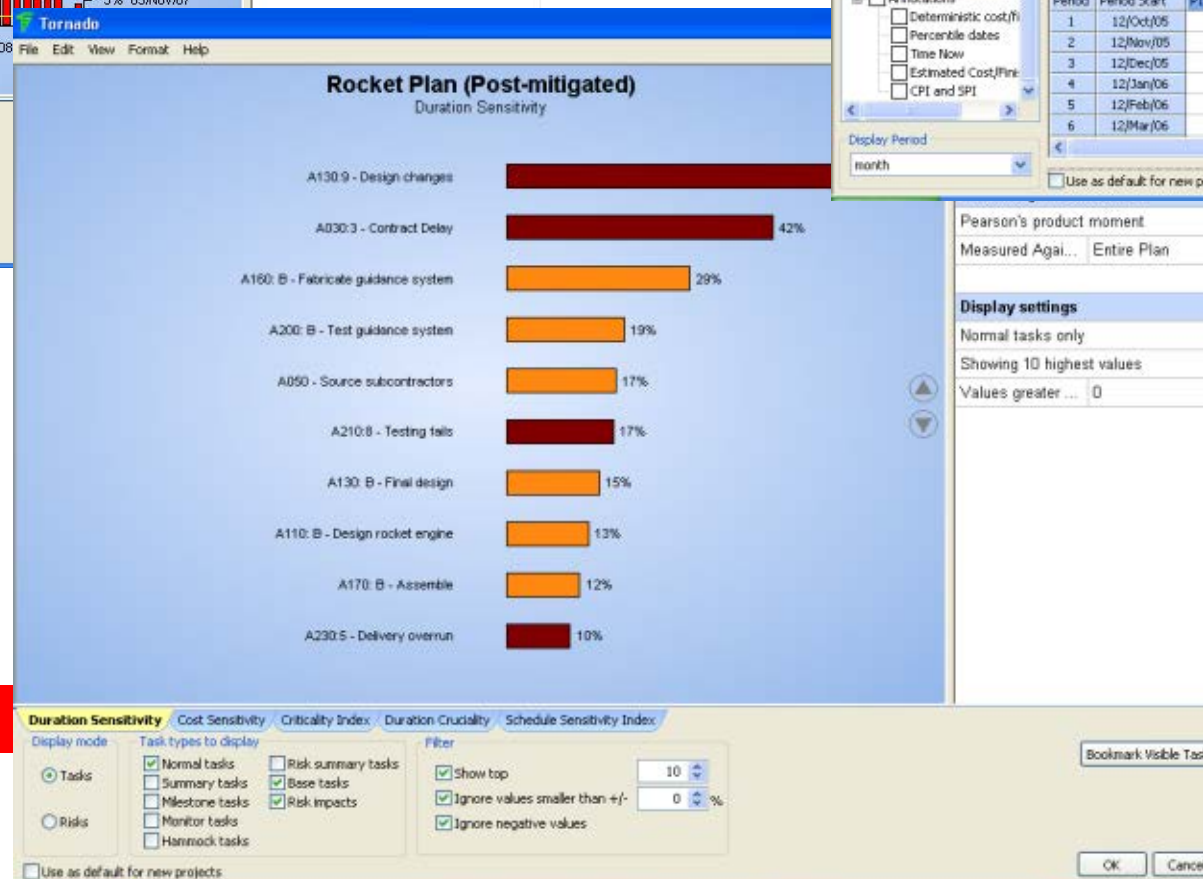 5% 03/Nov/07
08
Tornado
File Edit View Format Help
Rocket Plan (Post-mitigated)
Duration Sensitivity
A130:9 - Design changes
A030:3 - Contract Delay 42%
A160: B - Fabricate guidance system 29%
A200: B - Test guidance system 19%
A050 - Source subcontractors 17%
A210:8 - Testing fails 17%
A130: B - Final design 15%
A110: B - Design rocket engine 13%
A170: B - Assemble 12%
A230:5 - Delivery overrun 10%
Deterministic cost/fi
Percentile dates
Time Now
Estimated Cost/Fini
CPI and SPI
Display Period
month
Period Period Start
1 12/Oct/05
2 12/Nov/05
3 12/Dec/05
4 12/Jan/06
5 12/Feb/06
6 12/Mar/06
Use as default for new p
Pearson's product moment
Measured Agai... Entire Plan
Display settings
Normal tasks only
Showing 10 highest values
Values greater ... 0
Duration Sensitivity Cost Sensitivity Criticality Index Duration Cruciality Schedule Sensitivity Index
Display mode
Tasks
Risks
Task types to display
Normal tasks Risk summary tasks
Summary tasks Base tasks
Milestone tasks Risk impacts
Monitor tasks
Hammock tasks
Filter
Show top 10
Ignore values smaller than +/- 0 %
Ignore negative values
Bookmark Visible Tas
Use as default for new projects
OK Cance